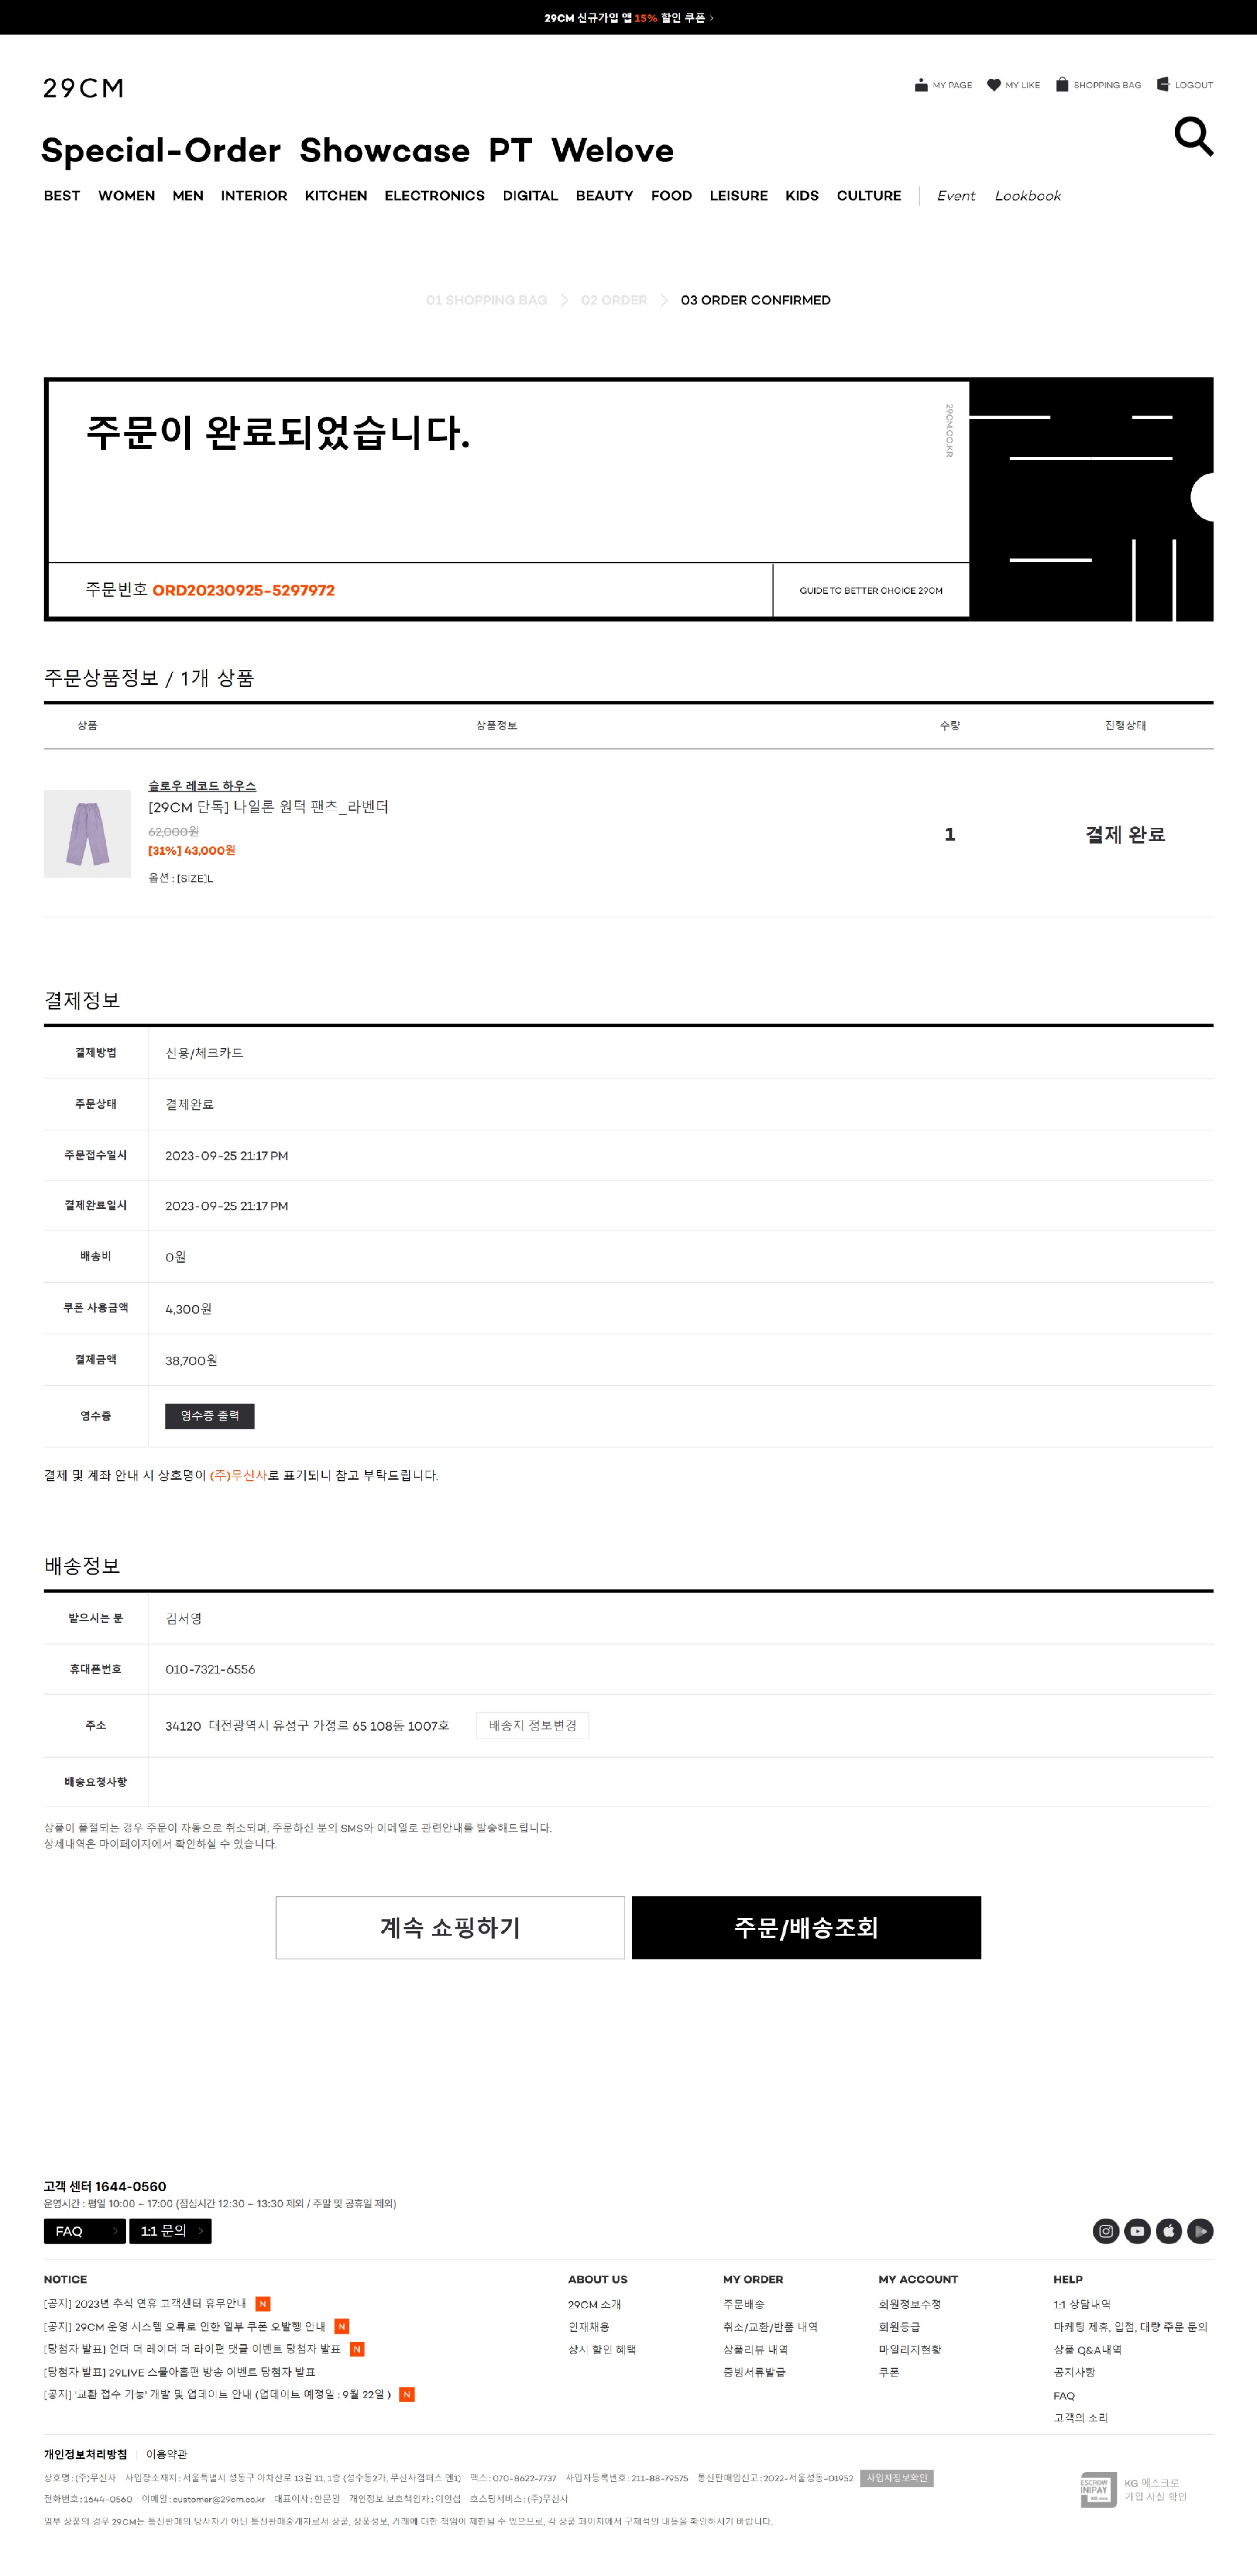 29CM 신규가입 앱 15% 할인 쿠폰
29CM
MY PAGE MY LIKE SHOPPING BAG LOGOUT
Special-Order Showcase PT Welove
BEST WOMEN MEN INTERIOR KITCHEN ELECTRONICS DIGITAL BEAUTY FOOD LEISURE KIDS CULTURE Event Lookbook
01 SHOPPING BAG 02 ORDER 03 ORDER CONFIRMED
주문이 완료되었습니다.
29CM.CO.KR
주문번호 ORD20230925-5297972
GUIDE TO BETTER CHOICE 29CM
주문상품정보 / 1개 상품
상품 상품정보 수량 진행상태
슬로우 레코드 하우스
[29CM 단독] 나일론 원턱 팬츠_라벤더
62,000원
[31%] 43,000원
옵션 : [SIZE]L
1
결제 완료
결제정보
결제방법 신용/체크카드
주문상태 결제완료
주문접수일시 2023-09-25 21:17 PM
결제완료일시 2023-09-25 21:17 PM
배송비 0원
쿠폰 사용금액 4,300원
결제금액 38,700원
영수증 영수증 출력
결제 및 계좌 안내 시 상호명이 (주)무신사로 표기되니 참고 부탁드립니다.
배송정보
받으시는 분 김서영
휴대폰번호 010-7321-6556
주소 34120 대전광역시 유성구 가정로 65 108동 1007호 배송지 정보변경
배송요청사항
상품이 품절되는 경우 주문이 자동으로 취소되며, 주문하신 분의 SMS와 이메일로 관련안내를 발송해드립니다.
상세내역은 마이페이지에서 확인하실 수 있습니다.
계속 쇼핑하기 주문/배송조회
고객 센터 1644-0560
운영시간 : 평일 10:00 ~ 17:00 (점심시간 12:30 ~ 13:30 제외 / 주말 및 공휴일 제외)
FAQ 1:1 문의
NOTICE
[공지] 2023년 추석 연휴 고객센터 휴무안내 N
[공지] 29CM 운영 시스템 오류로 인한 일부 쿠폰 오발행 안내 N
[당첨자 발표] 언더 더 레이더 더 라이펀 댓글 이벤트 당첨자 발표 N
[당첨자 발표] 29LIVE 스물아홉펀 방송 이벤트 당첨자 발표
[공지] '교환 접수 기능' 개발 및 업데이트 안내 (업데이트 예정일 : 9월 22일 ) N
ABOUT US
29CM 소개
인재채용
상시 할인 혜택
MY ORDER
주문배송
취소/교환/반품 내역
상품리뷰 내역
증빙서류발급
MY ACCOUNT
회원정보수정
회원등급
마일리지현황
쿠폰
HELP
1:1 상담내역
마케팅 제휴, 입점, 대량 주문 문의
상품 Q&A내역
공지사항
FAQ
고객의 소리
개인정보처리방침 이용약관
상호명 : (주)무신사 사업장소재지 : 서울특별시 성동구 아차산로 13길 11, 1층 (성수동2가, 무신사캠퍼스 엔1) 팩스 : 070-8622-7737 사업자등록번호 : 211-88-79575 통신판매업신고 : 2022-서울성동-01952 사업자정보확인
전화번호 : 1644-0560 이메일 : customer@29cm.co.kr 대표이사 : 한문일 개인정보 보호책임자 : 이인섭 호스팅서비스 : (주)무신사
일부 상품의 경우 29CM는 통신판매의 당사자가 아닌 통신판매중개자로서 상품, 상품정보, 거래에 대한 책임이 제한될 수 있으므로, 각 상품 페이지에서 구체적인 내용을 확인하시기 바랍니다.
ESCROW
INIPAY
KG 에스크로
가입 사실 확인